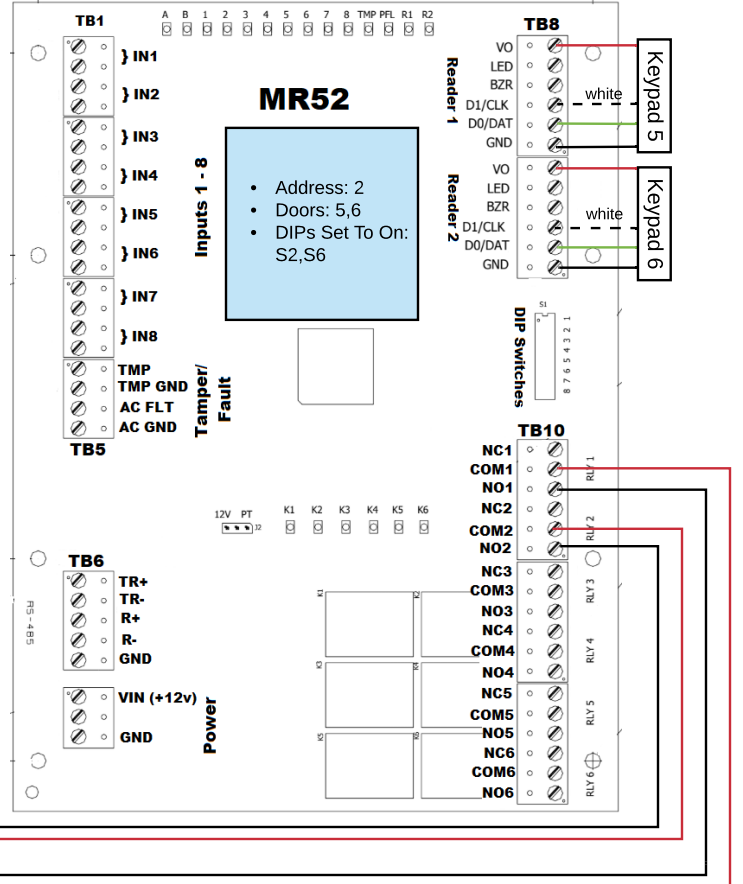 TB1
A B 1 2 3 4 5 6 7 8 TMP PFL R1 R2
TB8
} IN1
} IN2
} IN3
} IN4
} IN5
} IN6
} IN7
} IN8
Inputs 1 - 8
TMP
TMP GND
AC FLT
AC GND
Tamper/
Fault
TB5
MR52
• Address: 2
• Doors: 5,6
• DIPs Set To On:
S2,S6
Reader 1
VO
LED
BZR
D1/CLK
D0/DAT
GND
white
Keypad 5
Reader 2
VO
LED
BZR
D1/CLK
D0/DAT
GND
white
Keypad 6
S1
DIP Switches
8 7 6 5 4 3 2 1
TB10
NC1
COM1
NO1
NC2
COM2
NO2
NC3
COM3
NO3
NC4
COM4
NO4
NC5
COM5
NO5
NC6
COM6
NO6
RLY 1
RLY 2
RLY 3
RLY 4
RLY 5
RLY 6
12V PT
J2
K1 K2 K3 K4 K5 K6
K1
K2
K3
K4
K5
K6
TB6
TR+
TR-
R+
R-
GND
RS-485
VIN (+12v)
GND
Power